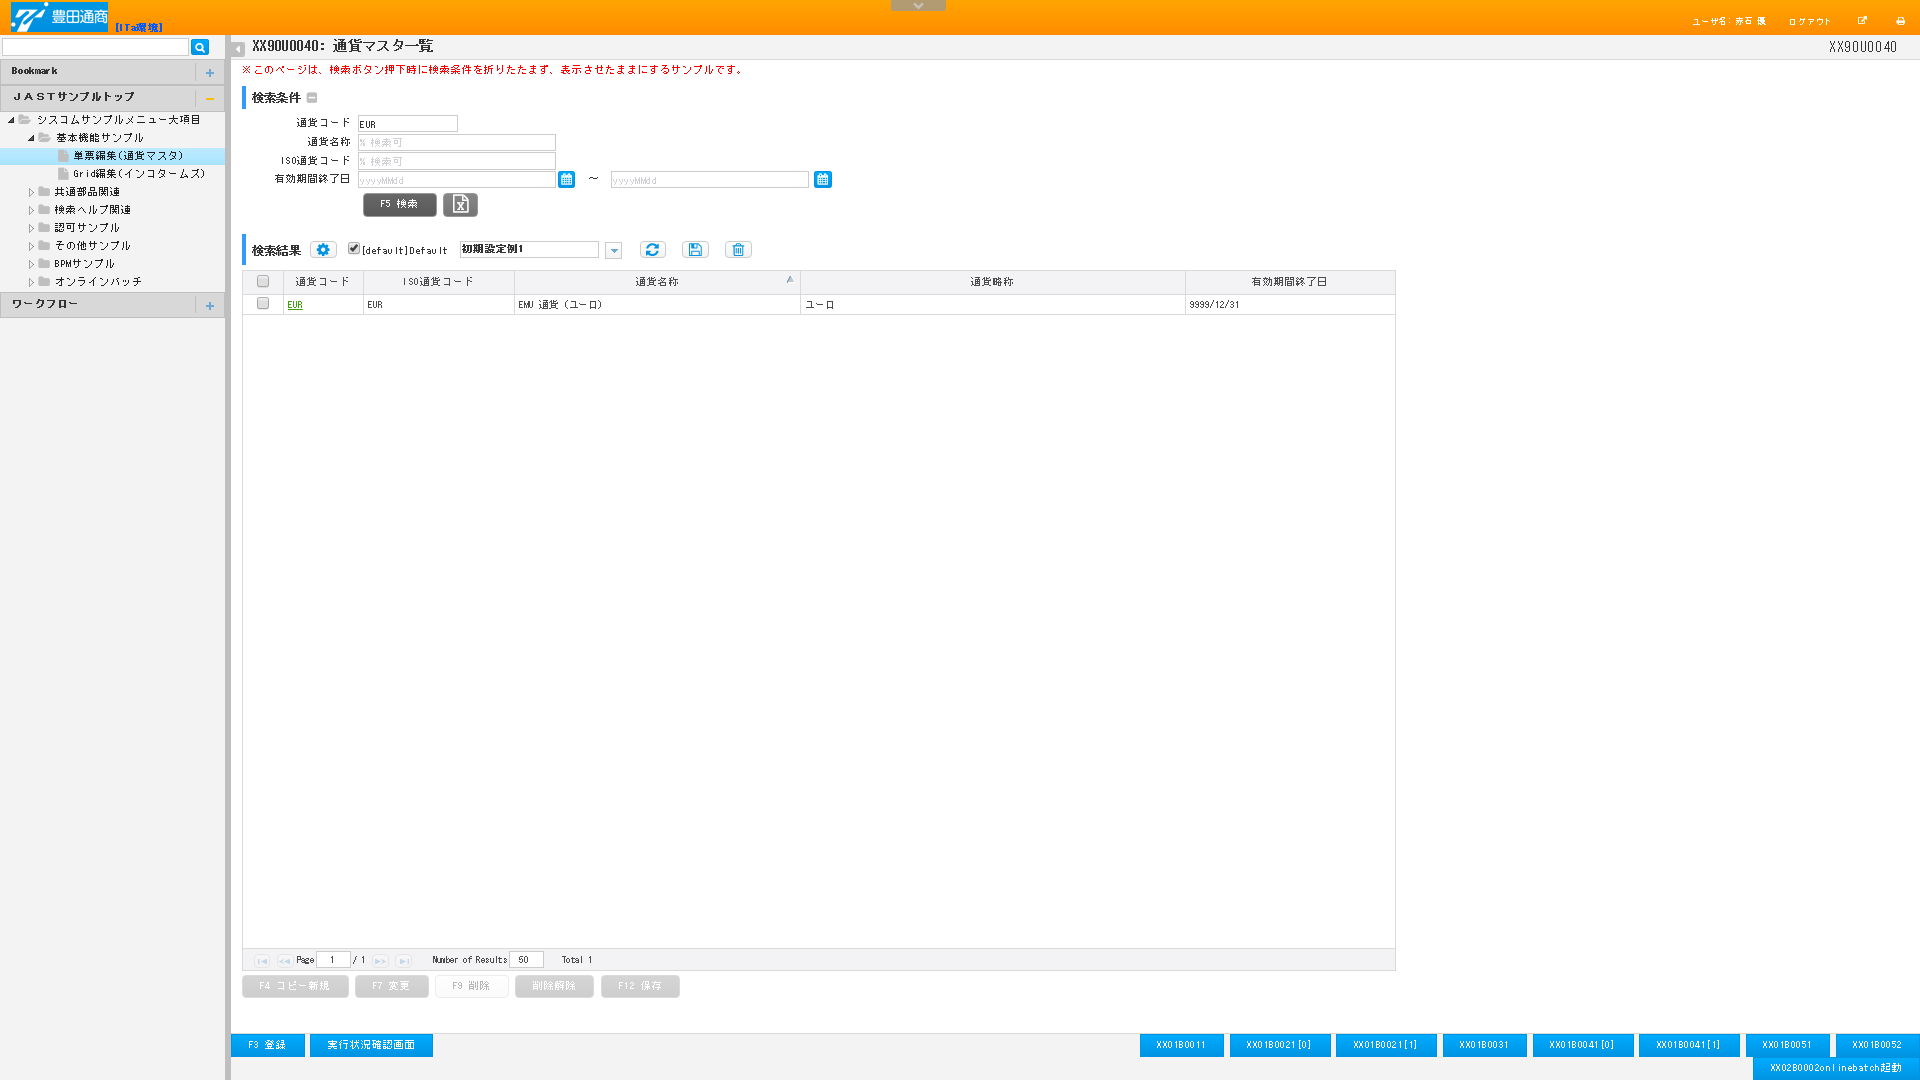 豊田通商
[ITa環境]
ユーザ名: 赤石 優
ログアウト
Bookmark
JASTサンプルトップ
シスコムサンプルメニュー大項目
基本機能サンプル
単票編集(通貨マスタ)
Grid編集(インコタームズ)
共通部品関連
検索ヘルプ関連
認可サンプル
その他サンプル
BPMサンプル
オンラインバッチ
ワークフロー
XX90U0040: 通貨マスタ一覧
XX90U0040
※このページは、検索ボタン押下時に検索条件を折りたたまず、表示させたままにするサンプルです。
検索条件
通貨コード EUR
通貨名称 % 検索可
ISO通貨コード % 検索可
有効期間終了日 yyyyMMdd ～ yyyyMMdd
F5 検索
検索結果 [default]Default 初期設定例1
通貨コード ISO通貨コード 通貨名称 通貨略称 有効期間終了日
EUR EUR EMU 通貨 (ユーロ) ユーロ 9999/12/31
Page 1 / 1 Number of Results 50 Total 1
F4 コピー新規 F7 変更 F9 削除 削除解除 F12 保存
F3 登録 実行状況確認画面 XX01B0011 XX01B0021[0] XX01B0021[1] XX01B0031 XX01B0041[0] XX01B0041[1] XX01B0051 XX01B0052
XX02B0002onlinebatch起動